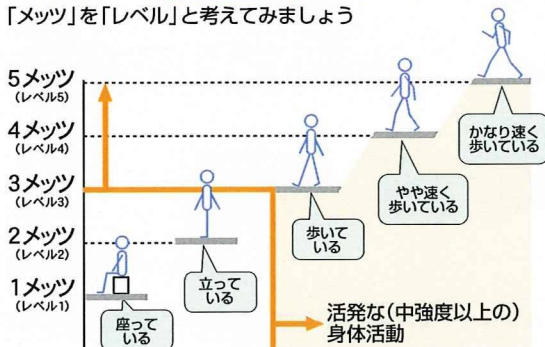 「メッツ」を「レベル」と考えてみましょう
5メッツ
(レベル5)
かなり速く
歩いている
4メッツ
(レベル4)
やや速く
歩いている
3メッツ
(レベル3)
歩いて
いる
2メッツ
(レベル2)
立って
いる
1メッツ
(レベル1)
座って
いる
活発な(中強度以上の)
身体活動